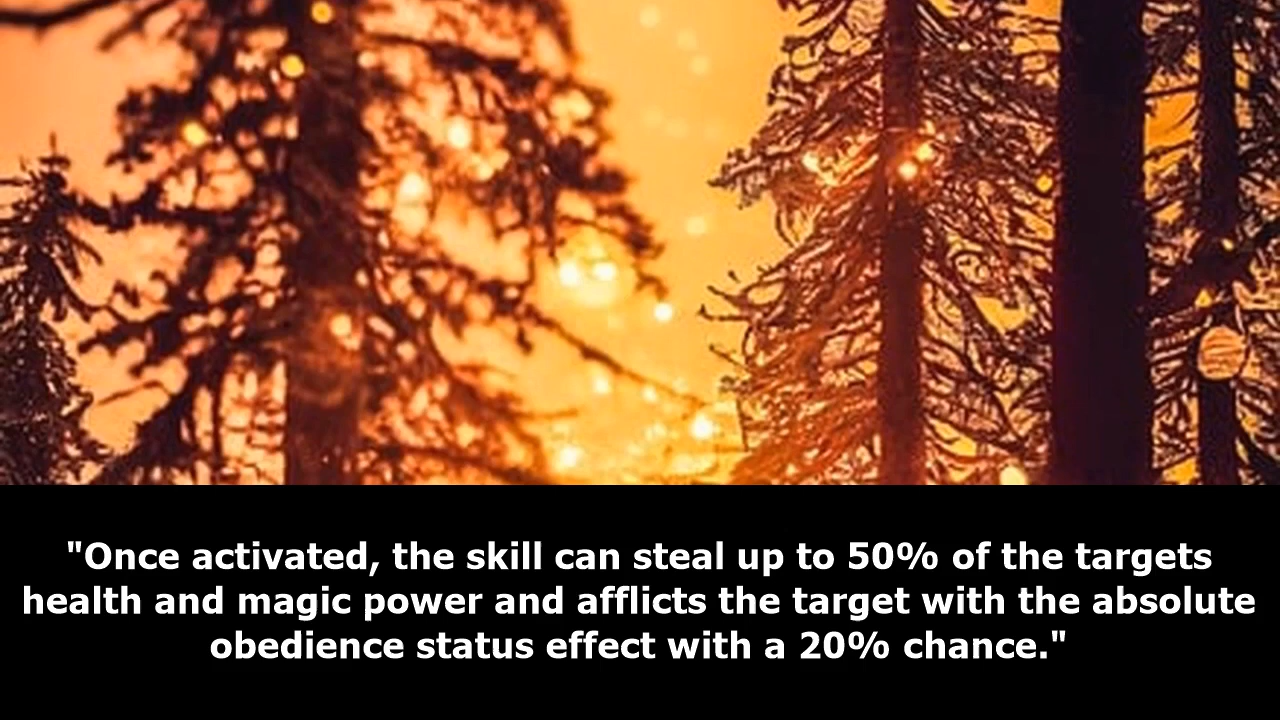 "Once activated, the skill can steal up to 50% of the targets
health and magic power and afflicts the target with the absolute
obedience status effect with a 20% chance."